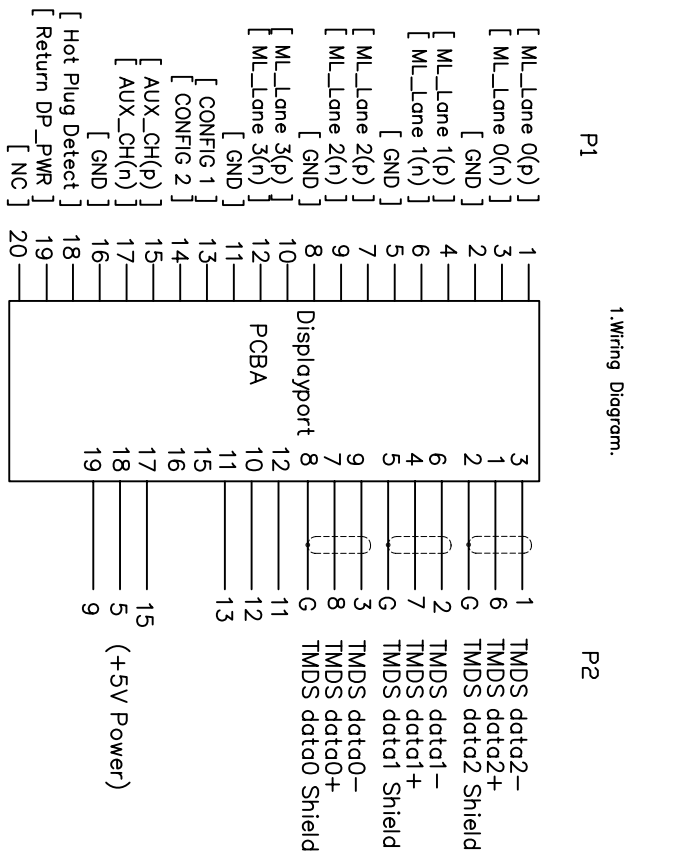 1.Wiring Diagram.
P1 P2
[ ML_Lane 0(p) ] 1 3 1 TMDS data2-
[ ML_Lane 0(n) ] 3 1 6 TMDS data2+
[ GND ] 2 2 G TMDS data2 Shield
[ ML_Lane 1(p) ] 4 6 2 TMDS data1-
[ ML_Lane 1(n) ] 6 4 7 TMDS data1+
[ GND ] 5 5 G TMDS data1 Shield
[ ML_Lane 2(p) ] 7 9 3 TMDS data0-
[ ML_Lane 2(n) ] 9 7 8 TMDS data0+
[ GND ] 8 Displayport 8 G TMDS data0 Shield
[ ML_Lane 3(p) ] 10 12 11
[ ML_Lane 3(n) ] 12 PCBA 10 12
[ GND ] 11 11 13
[ CONFIG 1 ] 13 15
[ CONFIG 2 ] 14 16
[ AUX_CH(p) ] 15 17 15
[ AUX_CH(n) ] 17 18 5 (+5V Power)
[ GND ] 16 19 9
[ Hot Plug Detect ] 18
[ Return DP_PWR ] 19
[ NC ] 20